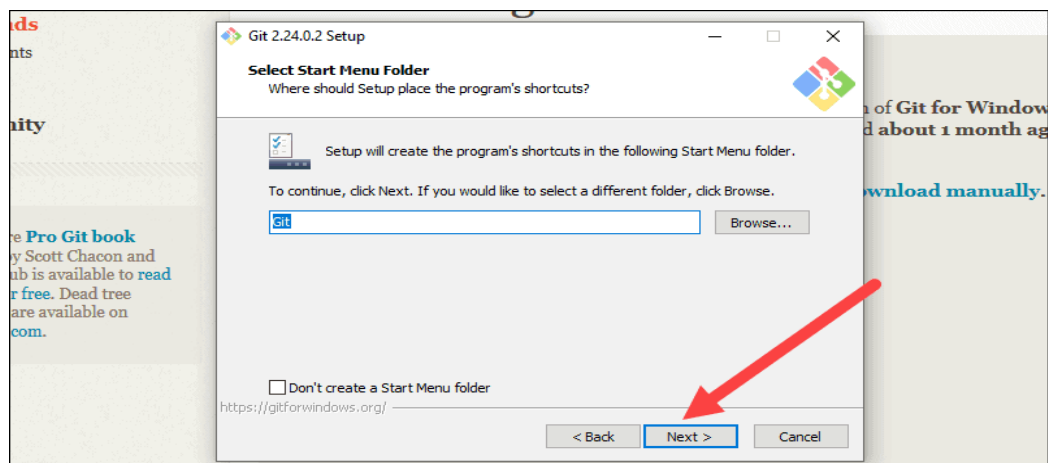 ds
nts
nity
re Pro Git book
by Scott Chacon and
ub is available to read
r free. Dead tree
are available on
com.
Git 2.24.0.2 Setup
Select Start Menu Folder
Where should Setup place the program's shortcuts?
Setup will create the program's shortcuts in the following Start Menu folder.
To continue, click Next. If you would like to select a different folder, click Browse.
Git
Browse...
Don't create a Start Menu folder
https://gitforwindows.org/
< Back
Next >
Cancel
n of Git for Window
d about 1 month ag
ownload manually.